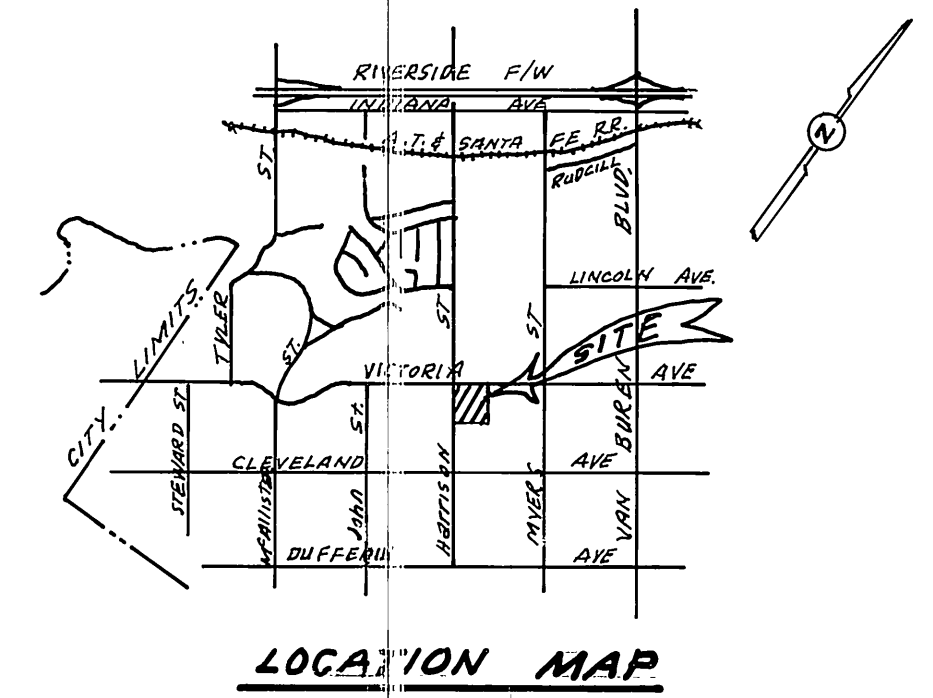 RIVERSIDE F/W
INDIANA AVE
A.T. & SANTA FE RR.
RUDGILL
ST
BLVD.
N
LINCOLN AVE.
CITY LIMITS.
TYLER
ST.
ST
ST
SITE
VICTORIA AVE
STEWARD ST
McAllister
John St.
HARRISON
MYERS
VAN BUREN
CLEVELAND AVE
DUFFERIN AVE
LOCATION MAP